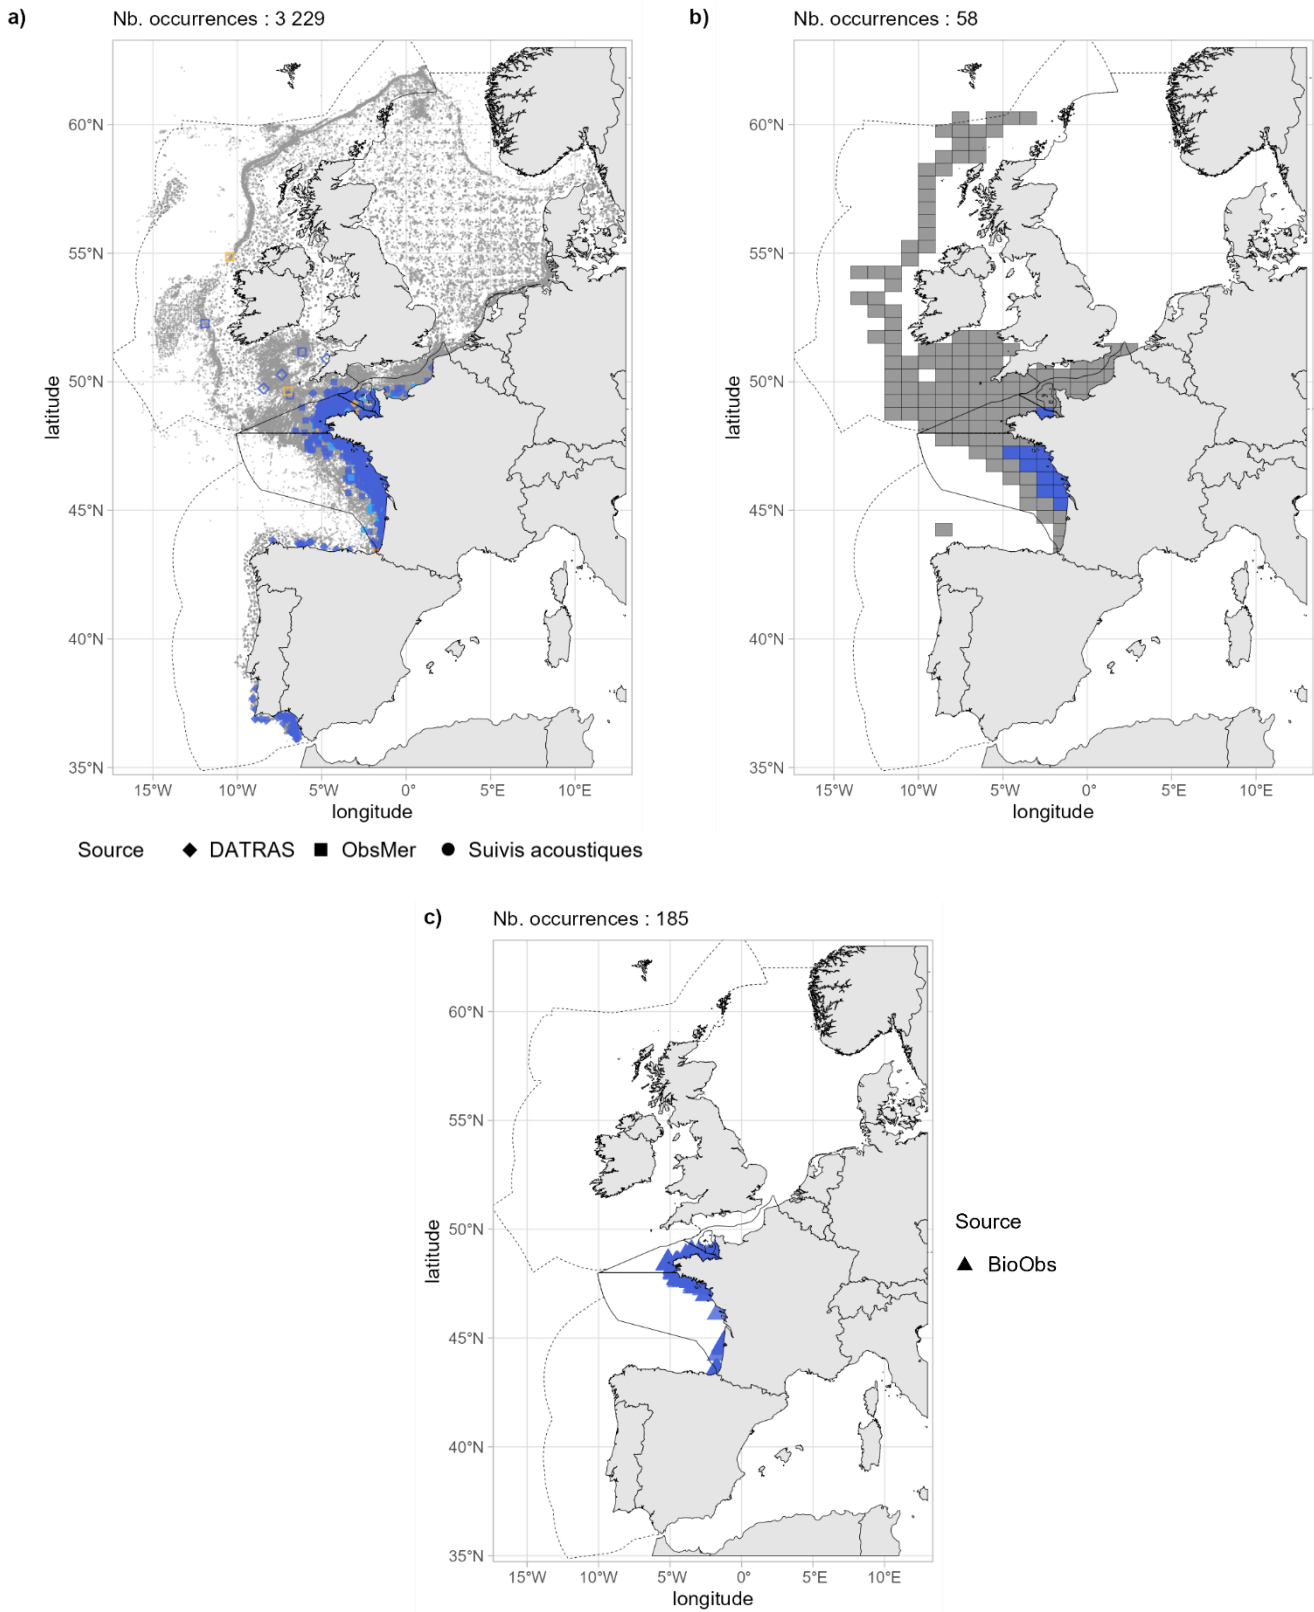 a)
Nb. occurrences : 3 229
60°N
55°N
50°N
45°N
40°N
35°N
latitude
15°W 10°W 5°W 0° 5°E 10°E
longitude
Source DATRAS ObsMer Suivis acoustiques
b)
Nb. occurrences : 58
60°N
55°N
50°N
45°N
40°N
35°N
latitude
15°W 10°W 5°W 0° 5°E 10°E
longitude
c)
Nb. occurrences : 185
60°N
55°N
50°N
45°N
40°N
35°N
latitude
15°W 10°W 5°W 0° 5°E 10°E
longitude
Source
BioObs